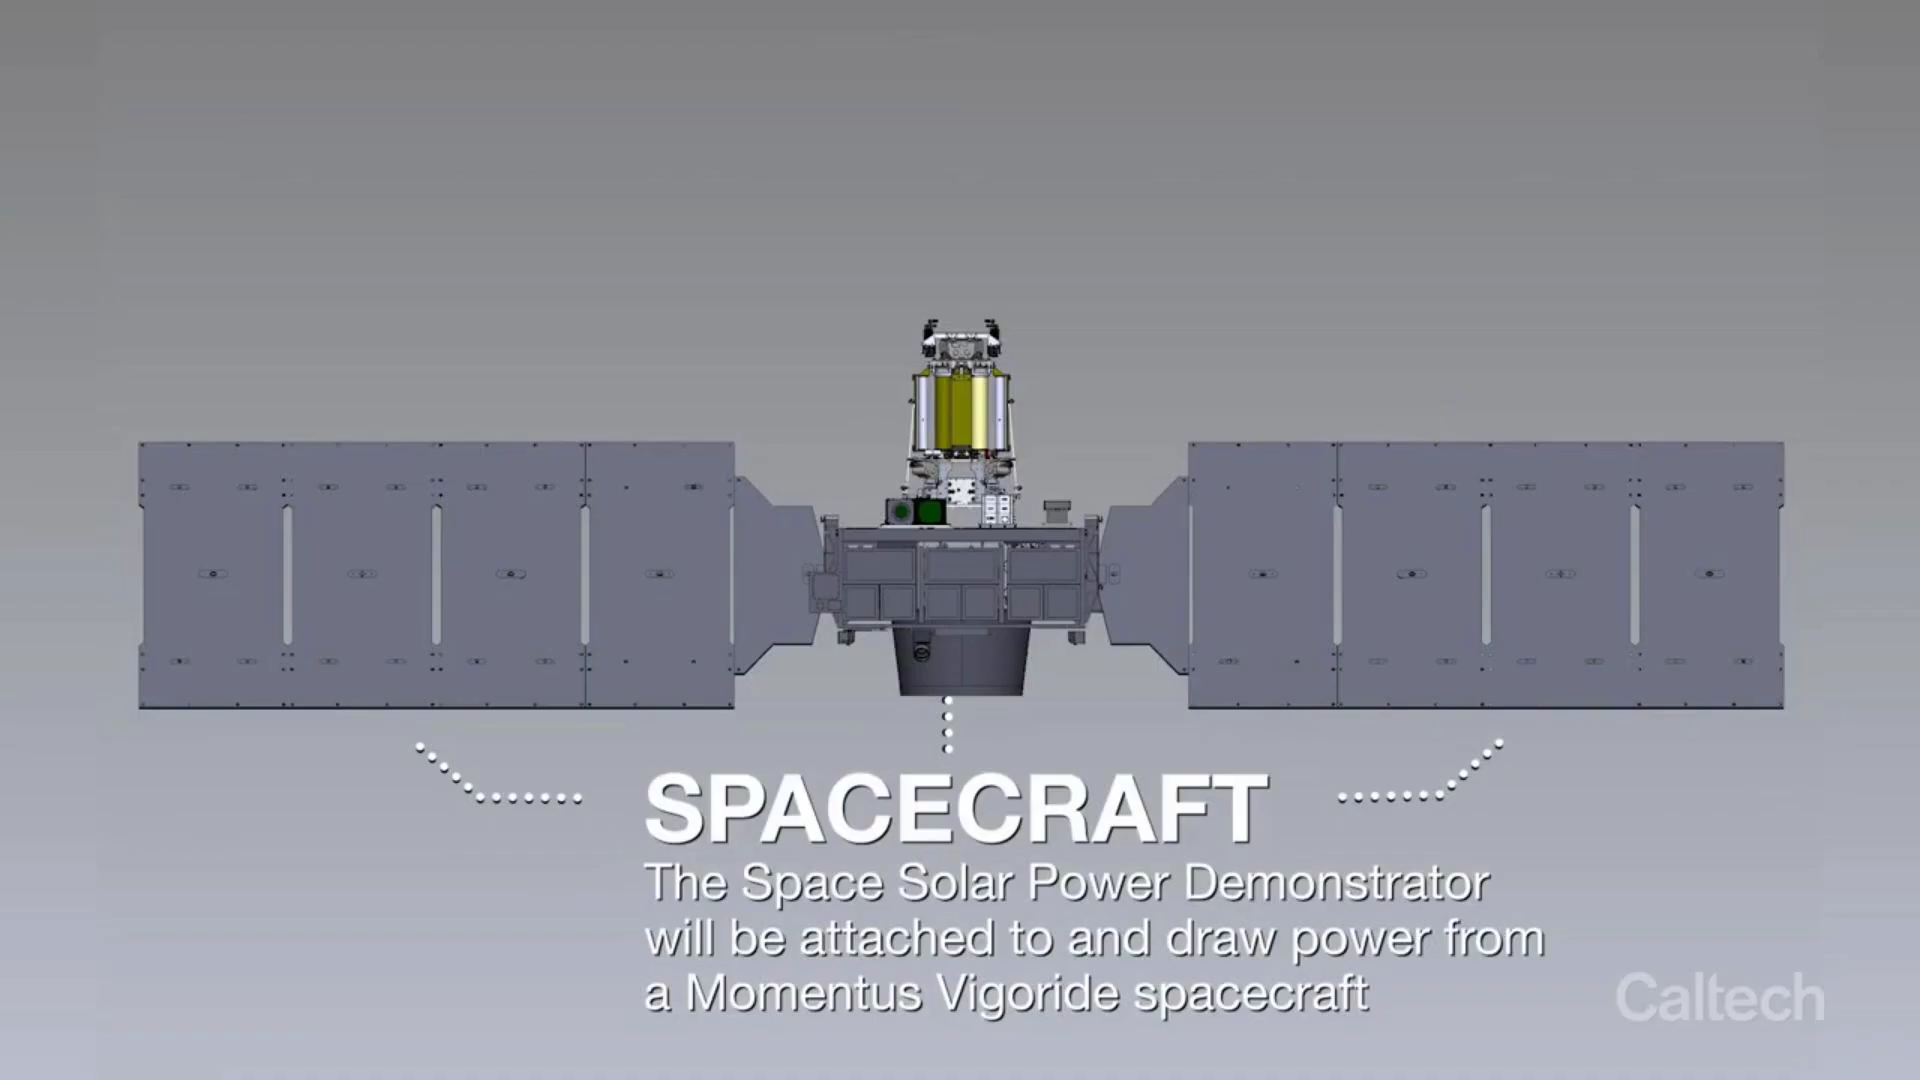 SPACECRAFT
The Space Solar Power Demonstrator
will be attached to and draw power from
a Momentus Vigoride spacecraft
Caltech